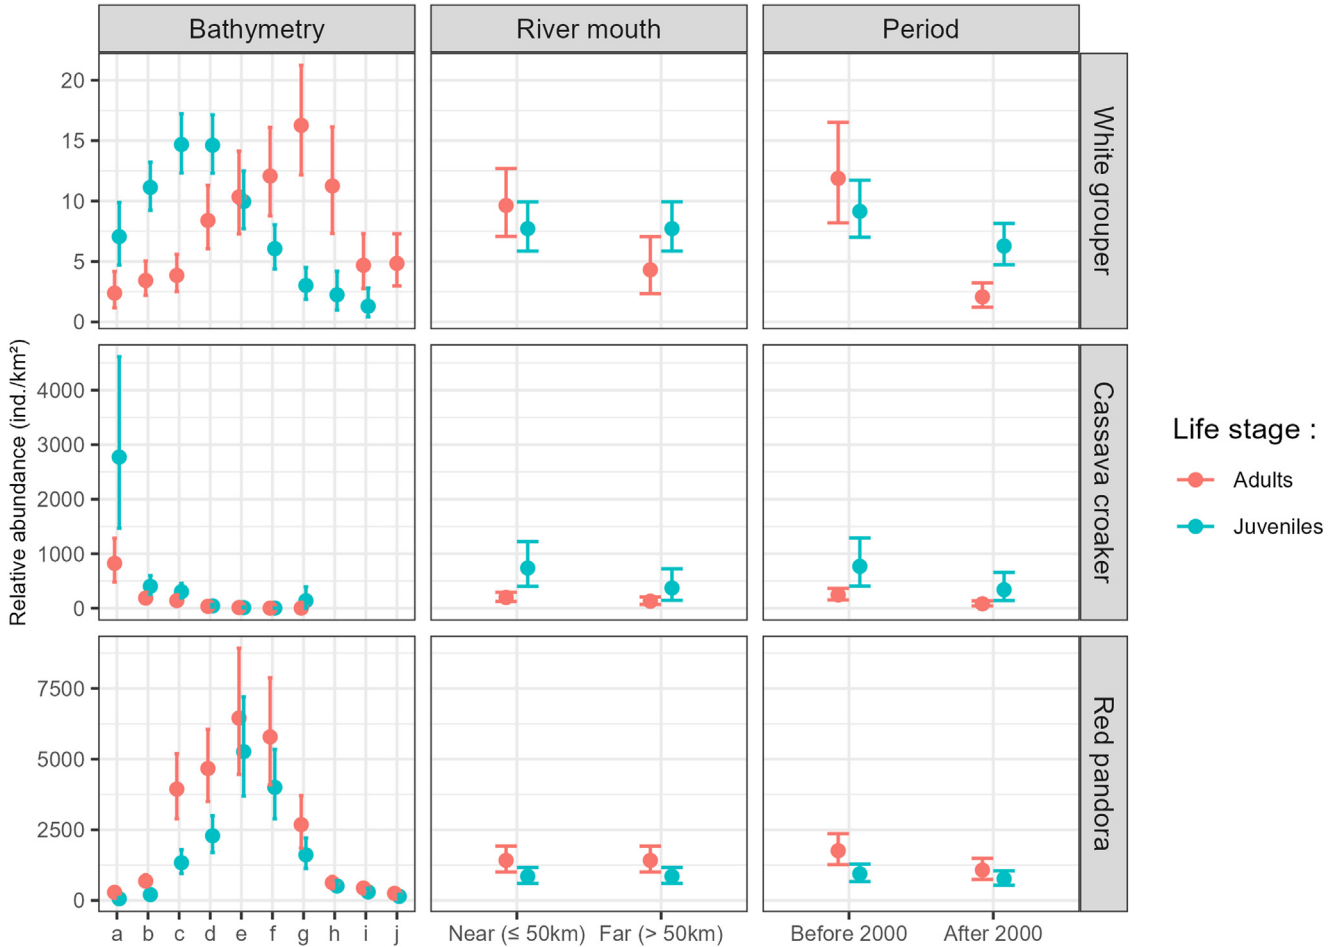 Bathymetry River mouth Period
Relative abundance (ind./km²)
20
15
10
5
0
White grouper
4000
3000
2000
1000
0
Cassava croaker
7500
5000
2500
0
Red pandora
a b c d e f g h i j Near (≤ 50km) Far (> 50km) Before 2000 After 2000
Life stage :
Adults
Juveniles